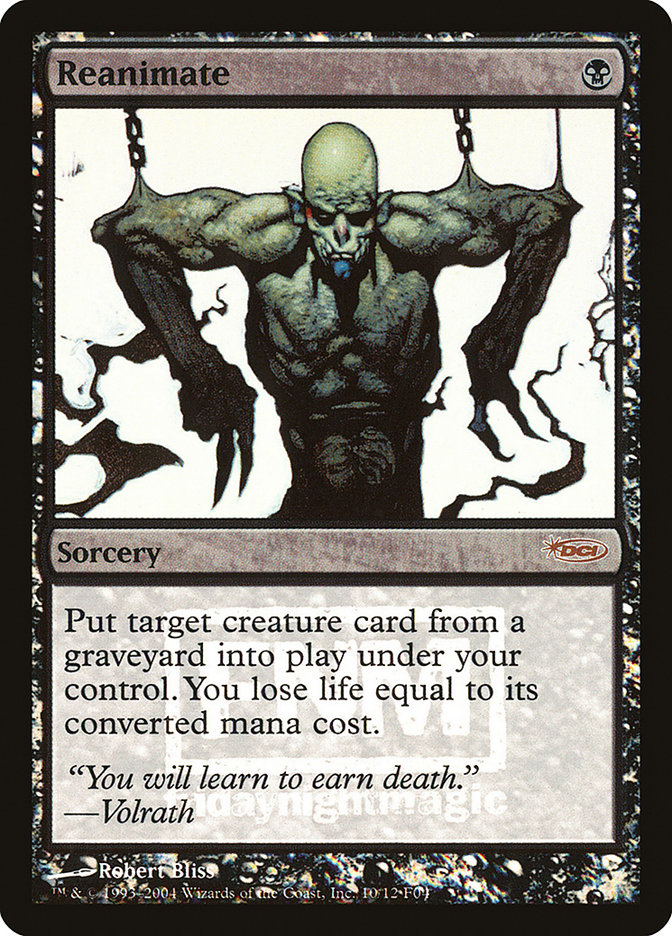 Reanimate
Sorcery
DCI
Put target creature card from a
graveyard into play under your
control. You lose life equal to its
converted mana cost.
FNM
“You will learn to earn death.”
—Volrath
fridaynightmagic
Robert Bliss
™ & © 1993–2004 Wizards of the Coast, Inc. 10/12 F04